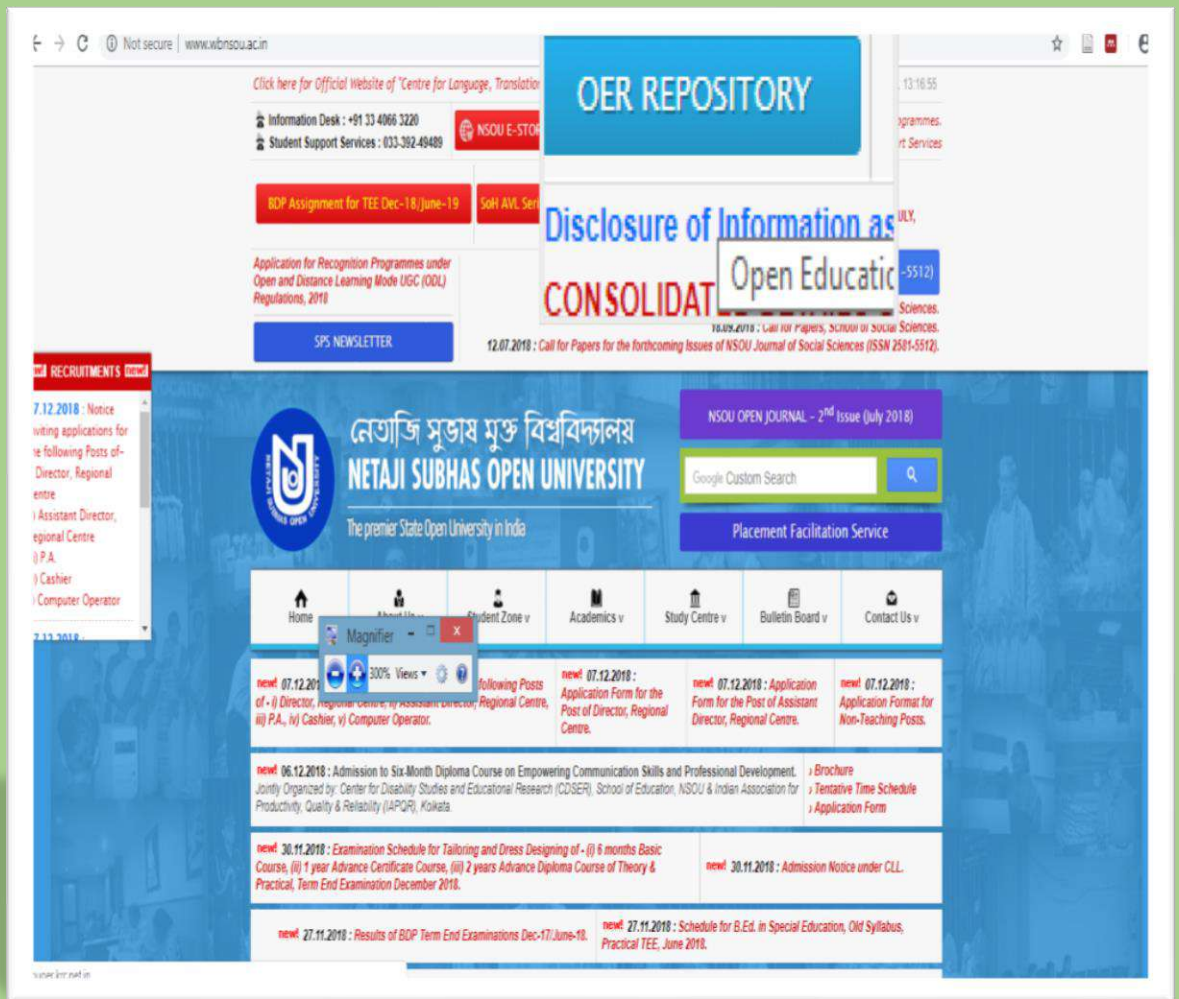 Not secure www.wbnsou.ac.in
Click here for Official Website of "Centre for Language, Translation
13:16:55
Information Desk : +91 33 4066 3220
Student Support Services : 033-392-49489
NSOU E-STOR
ogrammes.
rt Services
BDP Assignment for TEE Dec-18/June-19
SoH AVL Seri
ULY,
OER REPOSITORY
Disclosure of Information as
Open Educatio
CONSOLIDAT
Application for Recognition Programmes under
Open and Distance Learning Mode UGC (ODL)
Regulations, 2018
-5512)
Sciences.
SPS NEWSLETTER
18.09.2018 : Call for Papers, School of Social Sciences.
12.07.2018 : Call for Papers for the forthcoming Issues of NSOU Journal of Social Sciences (ISSN 2581-5512).
RECRUITMENTS new!
7.12.2018 : Notice
viting applications for
e following Posts of-
Director, Regional
entre
) Assistant Director,
egional Centre
) P.A.
) Cashier
Computer Operator
7.12.2018 :
নেতাজি সুভাষ মুক্ত বিশ্ববিদ্যালয়
NETAJI SUBHAS OPEN UNIVERSITY
The premier State Open University in India
NETAJI SUBHAS OPEN UNIVERSITY
NSOU OPEN JOURNAL - 2nd Issue (July 2018)
Google Custom Search
Placement Facilitation Service
Home
About Us v
Student Zone v
Academics v
Study Centre v
Bulletin Board v
Contact Us v
Magnifier
300% Views
new! 07.12.201
following Posts
of - i) Director, Regional Centre, ii) Assistant Director, Regional Centre,
iii) P.A., iv) Cashier, v) Computer Operator.
new! 07.12.2018 :
Application Form for the
Post of Director, Regional
Centre.
new! 07.12.2018 : Application
Form for the Post of Assistant
Director, Regional Centre.
new! 07.12.2018 :
Application Format for
Non-Teaching Posts.
new! 06.12.2018 : Admission to Six-Month Diploma Course on Empowering Communication Skills and Professional Development.
Jointly Organized by: Center for Disability Studies and Educational Research (CDSER), School of Education, NSOU & Indian Association for
Productivity, Quality & Reliability (IAPQR), Kolkata.
› Brochure
› Tentative Time Schedule
› Application Form
new! 30.11.2018 : Examination Schedule for Tailoring and Dress Designing of - (i) 6 months Basic
Course, (ii) 1 year Advance Certificate Course, (iii) 2 years Advance Diploma Course of Theory &
Practical, Term End Examination December 2018.
new! 30.11.2018 : Admission Notice under CLL.
new! 27.11.2018 : Results of BDP Term End Examinations Dec-17/June-18.
new! 27.11.2018 : Schedule for B.Ed. in Special Education, Old Syllabus,
Practical TEE, June 2018.